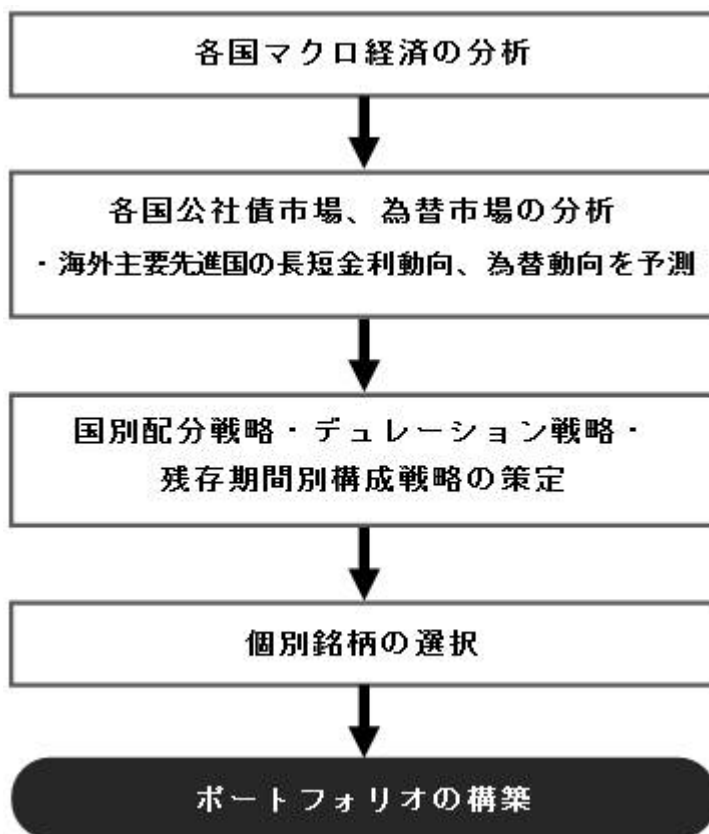 各国マクロ経済の分析
各国公社債市場、為替市場の分析
・海外主要先進国の長短金利動向、為替動向を予測
国別配分戦略・デュレーション戦略・
残存期間別構成戦略の策定
個別銘柄の選択
ポートフォリオの構築